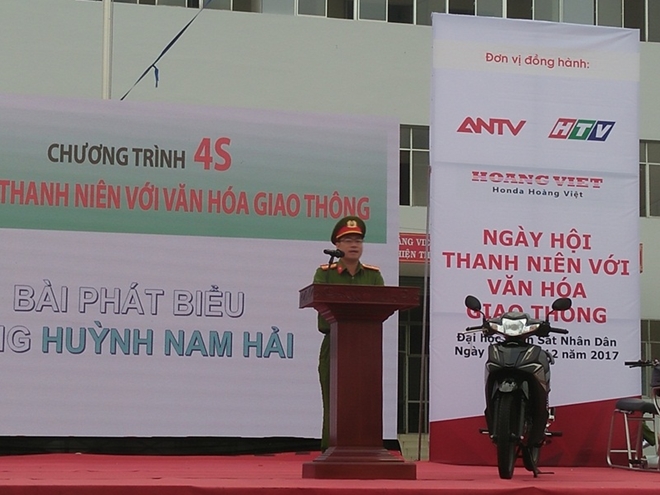 CHƯƠNG TRÌNH 4S
THANH NIÊN VỚI VĂN HÓA GIAO THÔNG
BÀI PHÁT BIỂU
NG HUỲNH NAM HẢI
Đơn vị đồng hành:
ANTV HTV
HOANG VIET
Honda Hoàng Việt
NGÀY HỘI
THANH NIÊN VỚI
VĂN HÓA
GIAO THÔNG
Đại học Sát Nhân Dân
Ngày 2 năm 2017